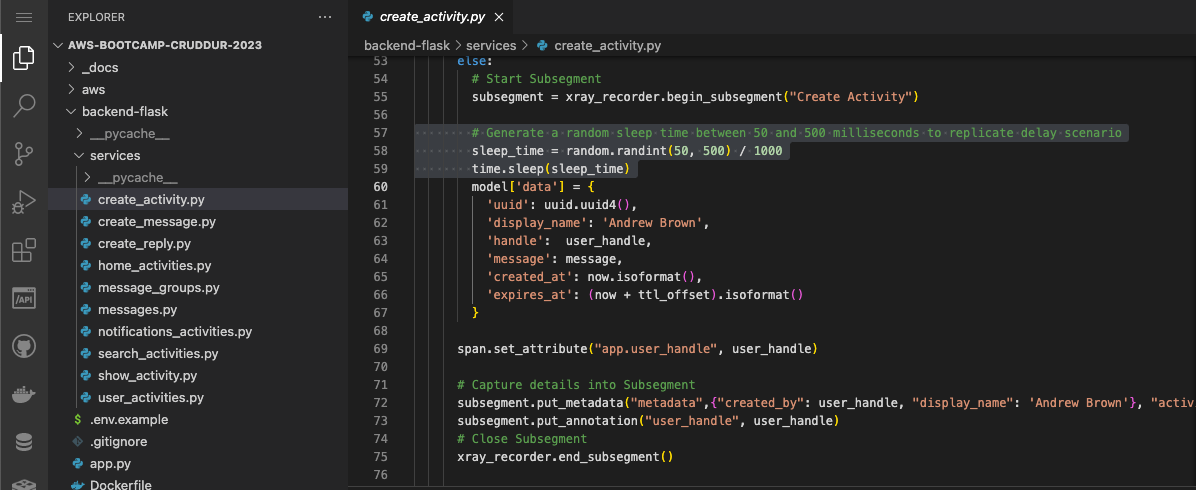 EXPLORER
AWS-BOOTCAMP-CRUDDUR-2023
_docs
aws
backend-flask
__pycache__
services
__pycache__
create_activity.py
create_message.py
create_reply.py
home_activities.py
message_groups.py
messages.py
notifications_activities.py
search_activities.py
show_activity.py
user_activities.py
$ .env.example
.gitignore
app.py
Dockerfile
/API
create_activity.py
backend-flask > services > create_activity.py
53 else:
54 # Start Subsegment
55 subsegment = xray_recorder.begin_subsegment("Create Activity")
56
57 # Generate a random sleep time between 50 and 500 milliseconds to replicate delay scenario
58 sleep_time = random.randint(50, 500) / 1000
59 time.sleep(sleep_time)
60 model['data'] = {
61 'uuid': uuid.uuid4(),
62 'display_name': 'Andrew Brown',
63 'handle':  user_handle,
64 'message': message,
65 'created_at': now.isoformat(),
66 'expires_at': (now + ttl_offset).isoformat()
67 }
68
69 span.set_attribute("app.user_handle", user_handle)
70
71 # Capture details into Subsegment
72 subsegment.put_metadata("metadata",{"created_by": user_handle, "display_name": 'Andrew Brown'}, "activ
73 subsegment.put_annotation("user_handle", user_handle)
74 # Close Subsegment
75 xray_recorder.end_subsegment()
76